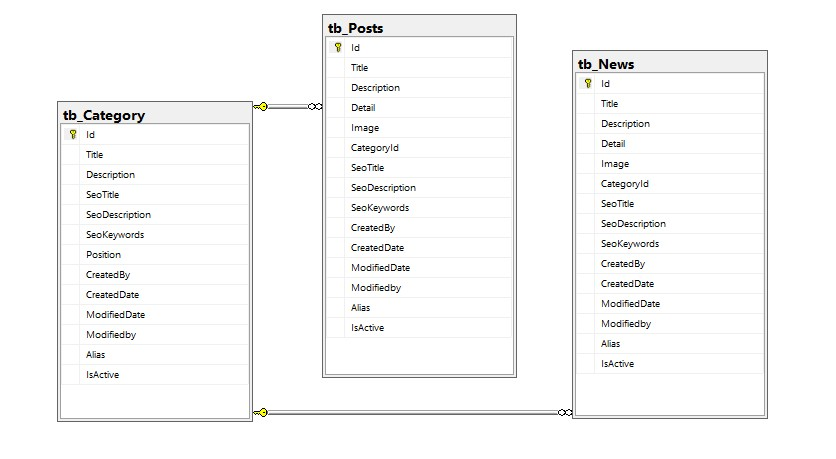 tb_Category
Id
Title
Description
SeoTitle
SeoDescription
SeoKeywords
Position
CreatedBy
CreatedDate
ModifiedDate
Modifiedby
Alias
IsActive
tb_Posts
Id
Title
Description
Detail
Image
CategoryId
SeoTitle
SeoDescription
SeoKeywords
CreatedBy
CreatedDate
ModifiedDate
Modifiedby
Alias
IsActive
tb_News
Id
Title
Description
Detail
Image
CategoryId
SeoTitle
SeoDescription
SeoKeywords
CreatedBy
CreatedDate
ModifiedDate
Modifiedby
Alias
IsActive